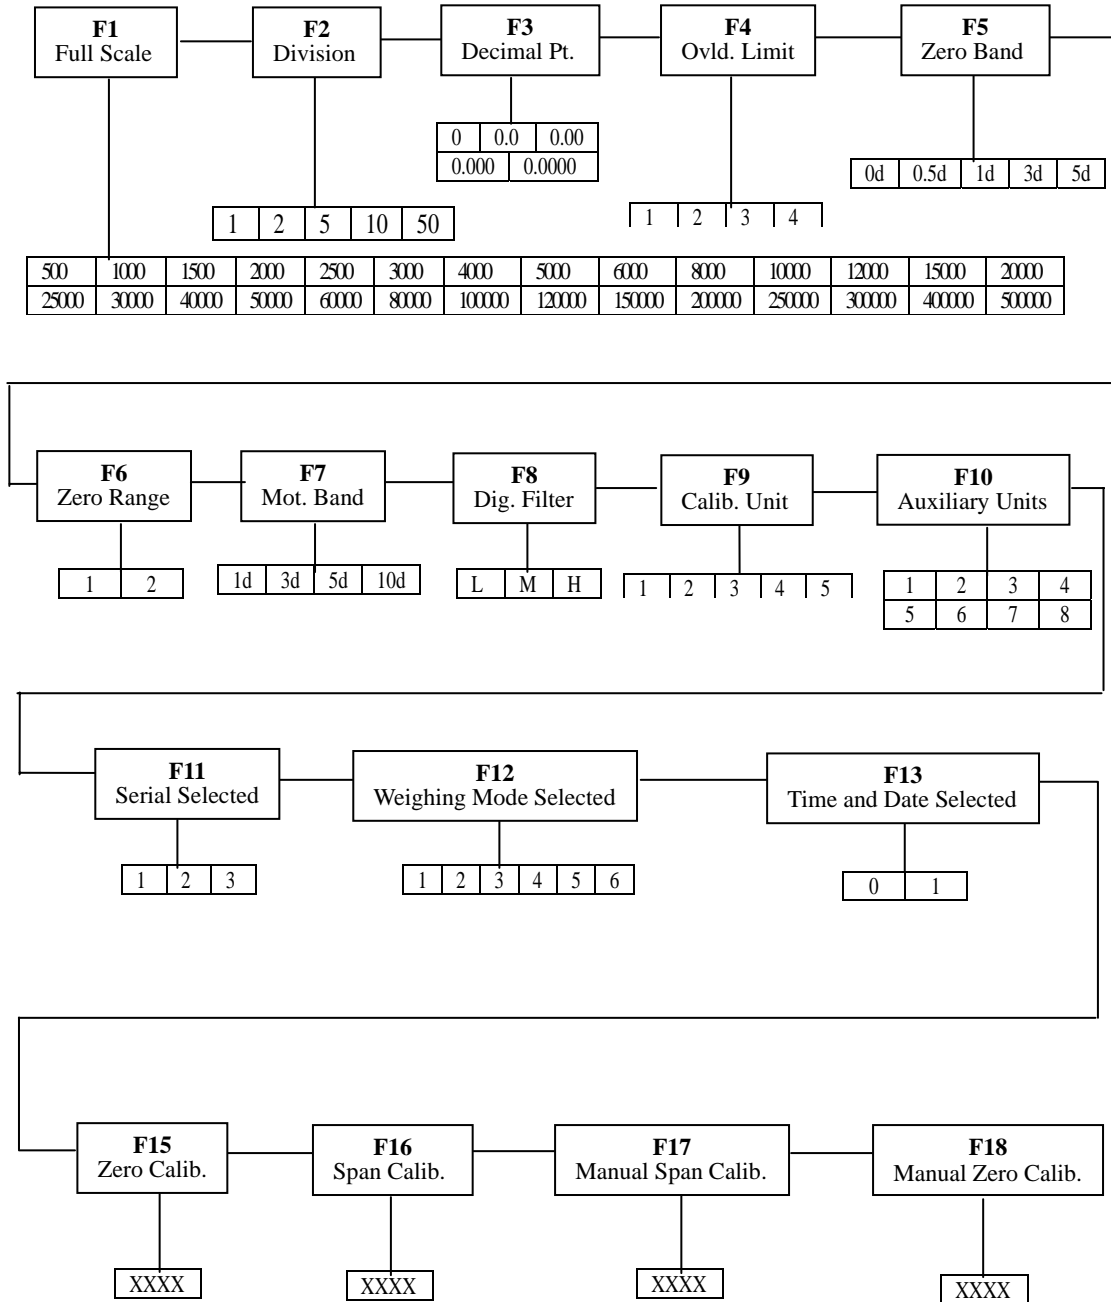 F1
Full Scale
F2
Division
F3
Decimal Pt.
F4
Ovld. Limit
F5
Zero Band
0 0.0 0.00
0.000 0.0000
0d 0.5d 1d 3d 5d
1 2 5 10 50
1 2 3 4
500 1000 1500 2000 2500 3000 4000 5000 6000 8000 10000 12000 15000 20000
25000 30000 40000 50000 60000 80000 100000 120000 150000 200000 250000 300000 400000 500000
F6
Zero Range
F7
Mot. Band
F8
Dig. Filter
F9
Calib. Unit
F10
Auxiliary Units
1 2
1d 3d 5d 10d
L M H
1 2 3 4 5
1 2 3 4
5 6 7 8
F11
Serial Selected
F12
Weighing Mode Selected
F13
Time and Date Selected
1 2 3
1 2 3 4 5 6
0 1
F15
Zero Calib.
F16
Span Calib.
F17
Manual Span Calib.
F18
Manual Zero Calib.
XXXX
XXXX
XXXX
XXXX